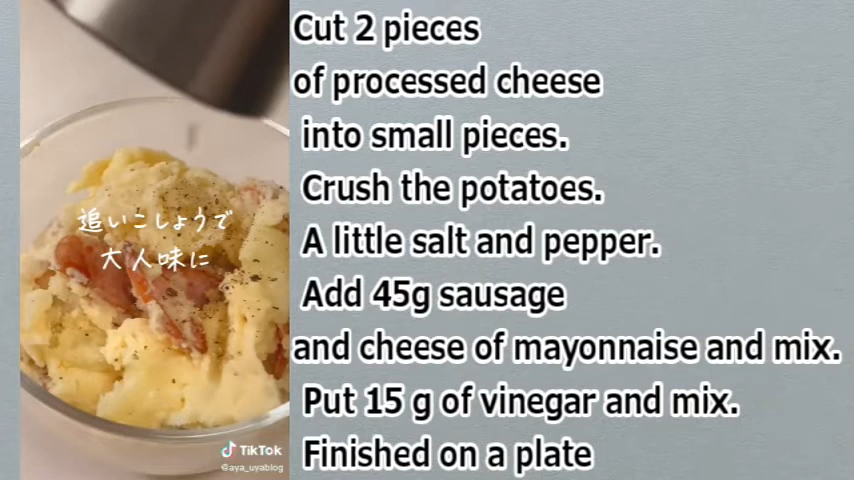 Cut 2 pieces
of processed cheese
into small pieces.
Crush the potatoes.
A little salt and pepper.
Add 45g sausage
and cheese of mayonnaise and mix.
Put 15 g of vinegar and mix.
Finished on a plate
追いこしょうで
大人味に
TikTok
@aya_uyablog